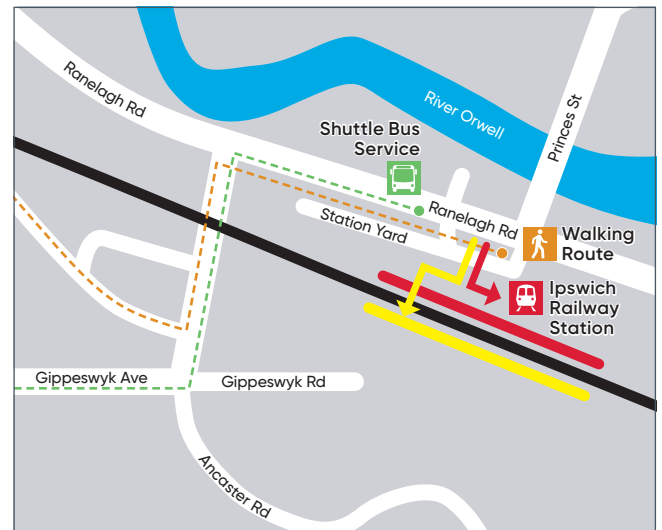 Ranelagh Rd
River Orwell
Princes St
Shuttle Bus
Service
Ranelagh Rd
Station Yard
Walking
Route
Ipswich
Railway
Station
Gippeswyk Ave
Gippeswyk Rd
Ancaster Rd